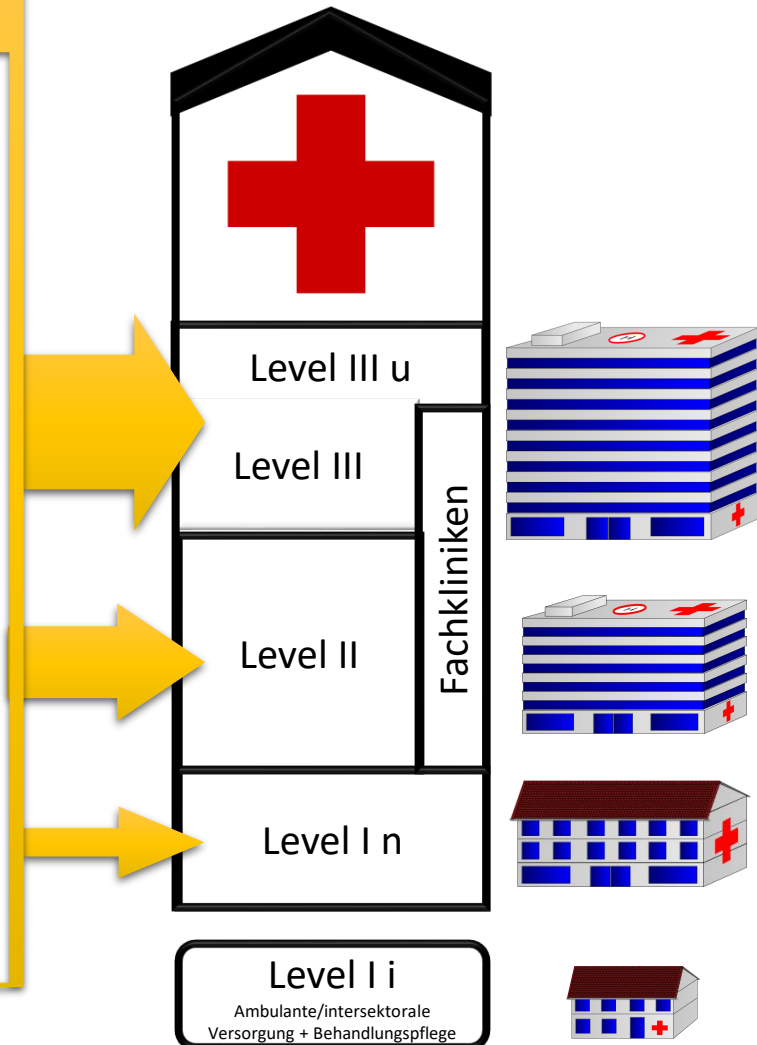 Level III u
Level III
Fachkliniken
Level II
Level I n
Level I i
Ambulante/intersektorale
Versorgung + Behandlungspflege